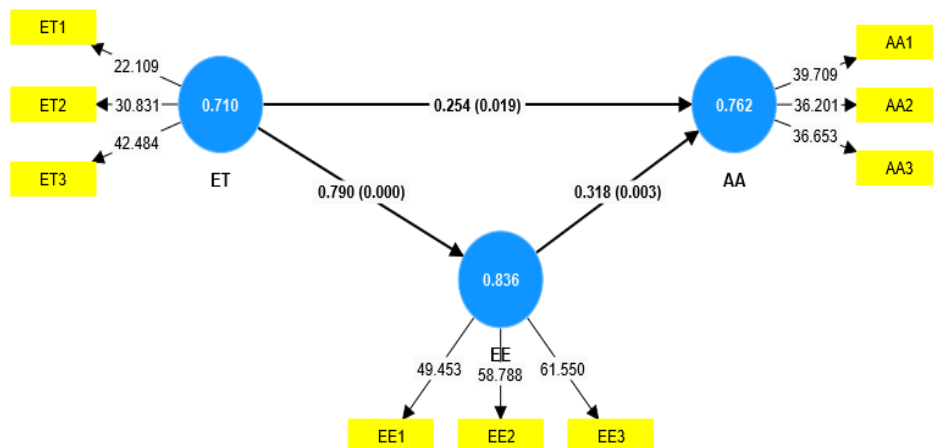 ET1
22.109
ET2
30.831
ET3
42.484
0.710
ET
0.254 (0.019)
0.790 (0.000)
0.318 (0.003)
0.762
AA
39.709
AA1
36.201
AA2
36.653
AA3
0.836
EE
49.453
58.788
61.550
EE1
EE2
EE3